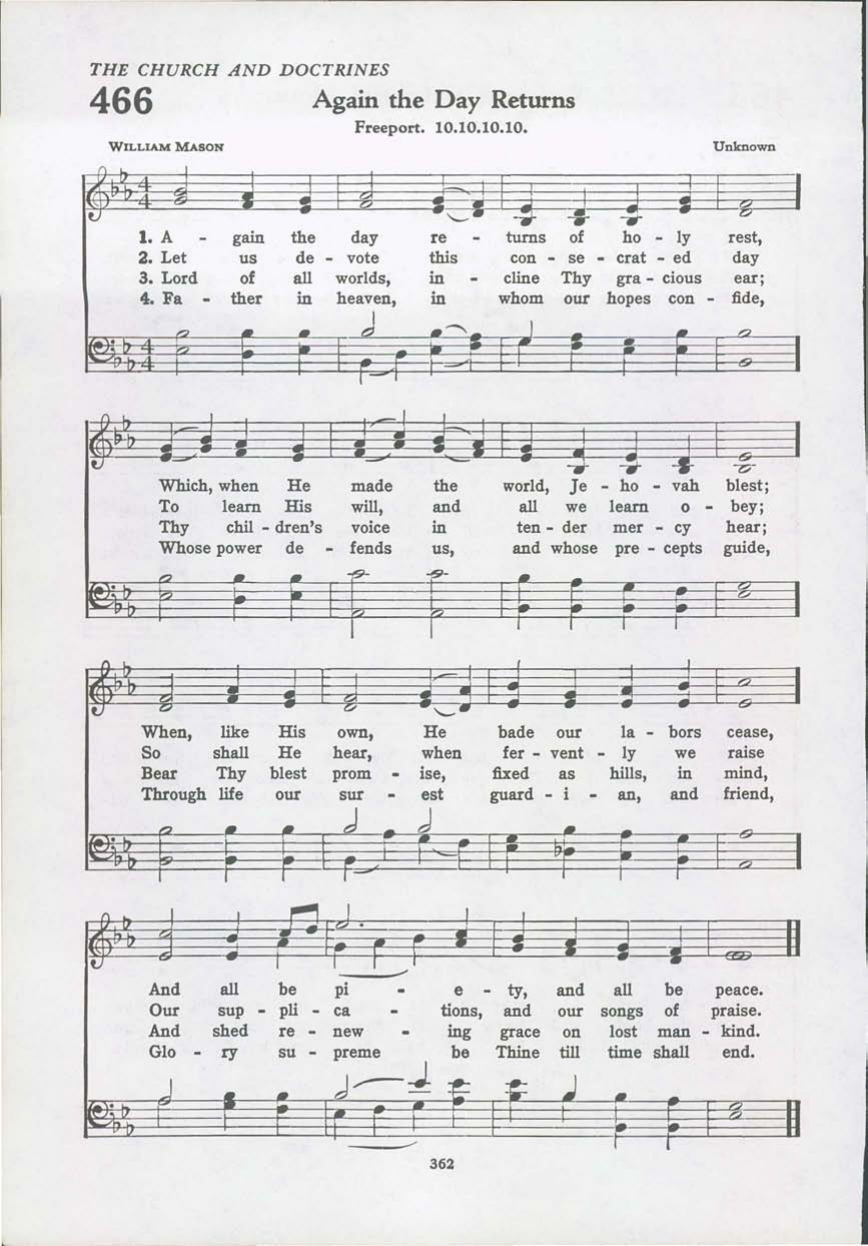 THE CHURCH AND DOCTRINES
466 Again the Day Returns
Freeport. 10.10.10.10.
WILLIAM MASON Unknown
1. A - gain the day re - turns of ho - ly rest,
2. Let us de - vote this con - se - crat - ed day
3. Lord of all worlds, in - cline Thy gra - cious ear;
4. Fa - ther in heaven, in whom our hopes con - fide,
Which, when He made the world, Je - ho - vah blest;
To learn His will, and all we learn o - bey;
Thy chil - dren's voice in ten - der mer - cy hear;
Whose power de - fends us, and whose pre - cepts guide,
When, like His own, He bade our la - bors cease,
So shall He hear, when fer - vent - ly we raise
Bear Thy blest prom - ise, fixed as hills, in mind,
Through life our sur - est guard - i - an, and friend,
And all be pi - e - ty, and all be peace.
Our sup - pli - ca - tions, and our songs of praise.
And shed re - new - ing grace on lost man - kind.
Glo - ry su - preme be Thine till time shall end.
362